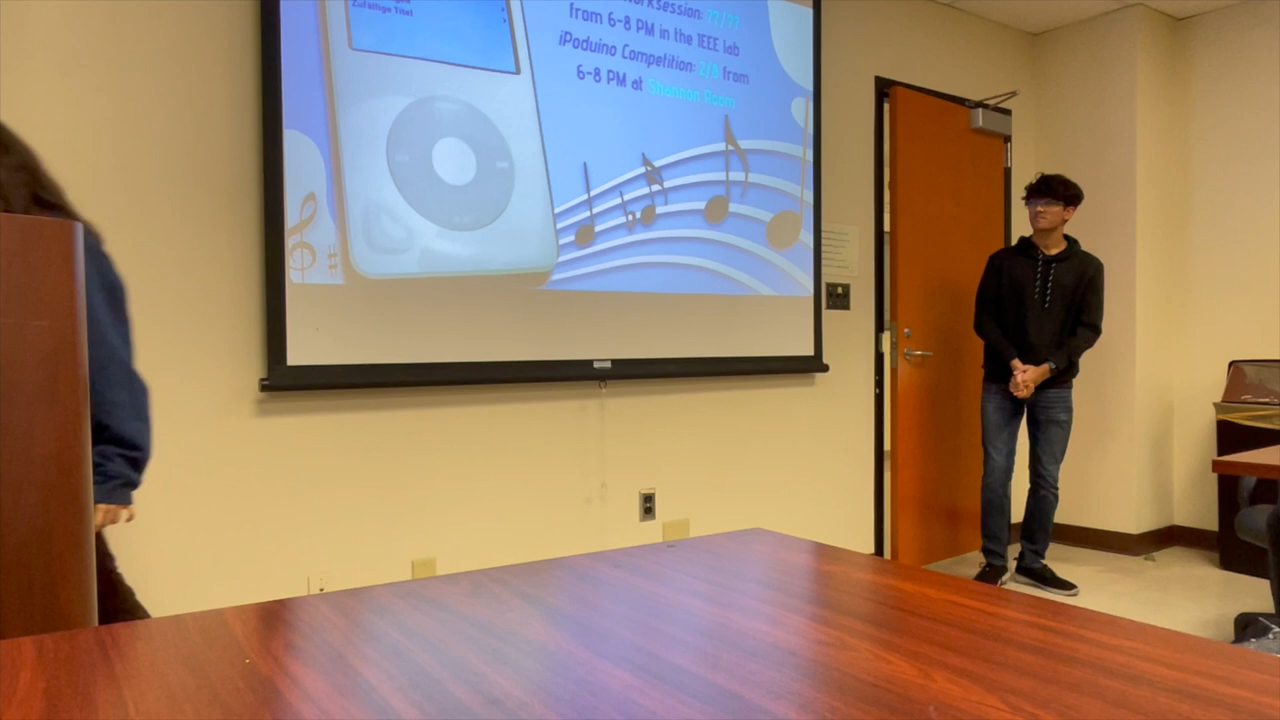 Zufällige Titel
Worksession: ??/??
from 6-8 PM in the IEEE lab
iPoduino Competition: 2/8 from
6-8 PM at Shannon Room